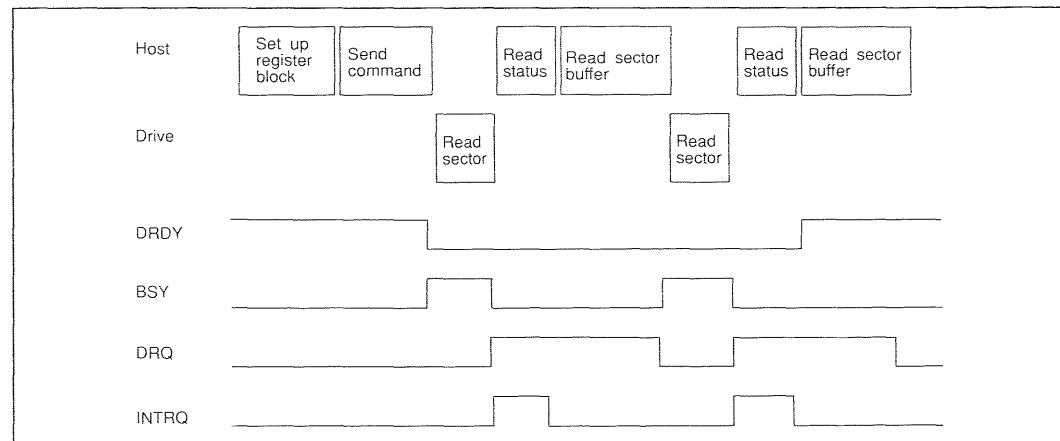 Host
Set up
register
block
Send
command
Read
status
Read sector
buffer
Read
status
Read sector
buffer
Drive
Read
sector
Read
sector
DRDY
BSY
DRQ
INTRQ